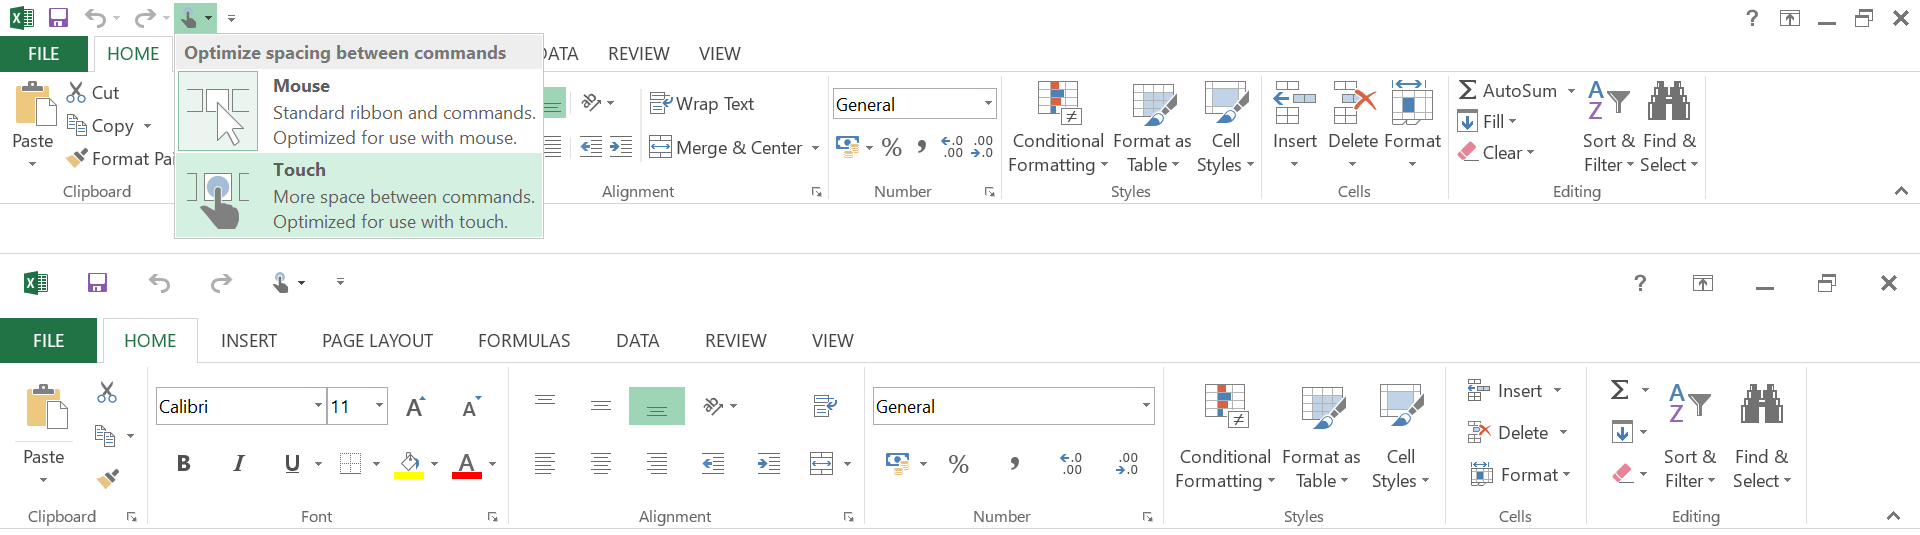 FILE HOME DATA REVIEW VIEW
Optimize spacing between commands
Mouse
Standard ribbon and commands.
Optimized for use with mouse.
Touch
More space between commands.
Optimized for use with touch.
Paste
Cut
Copy
Format Pai
Clipboard
Wrap Text
Merge & Center
Alignment
General
% , .0 .00 .00 .0
Number
Conditional Formatting
Format as Table
Cell Styles
Styles
Insert Delete Format
Cells
Σ AutoSum
Fill
Clear
A Z
Sort & Filter
Find & Select
Editing
FILE HOME INSERT PAGE LAYOUT FORMULAS DATA REVIEW VIEW
Paste
Clipboard
Calibri 11 A A
B I U A
Font
Alignment
General
% , .0 .00 .00 .0
Number
Conditional Formatting
Format as Table
Cell Styles
Styles
Insert
Delete
Format
Cells
Σ
A Z
Sort & Filter
Find & Select
Editing